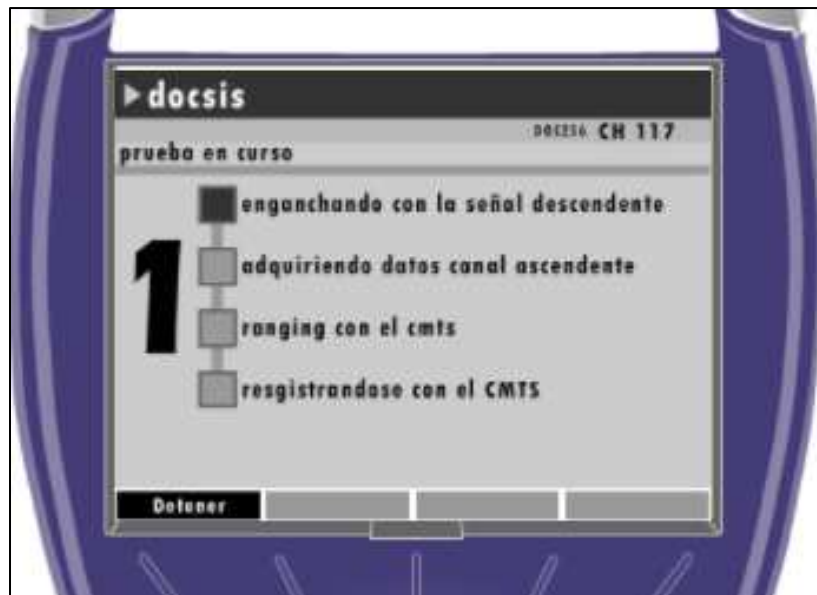 docsis
CH 117
prueba en curso
enganchando con la señal descendente
adquiriendo datos canal ascendente
1
ranging con el cmts
resgistrandose con el CMTS
Detener